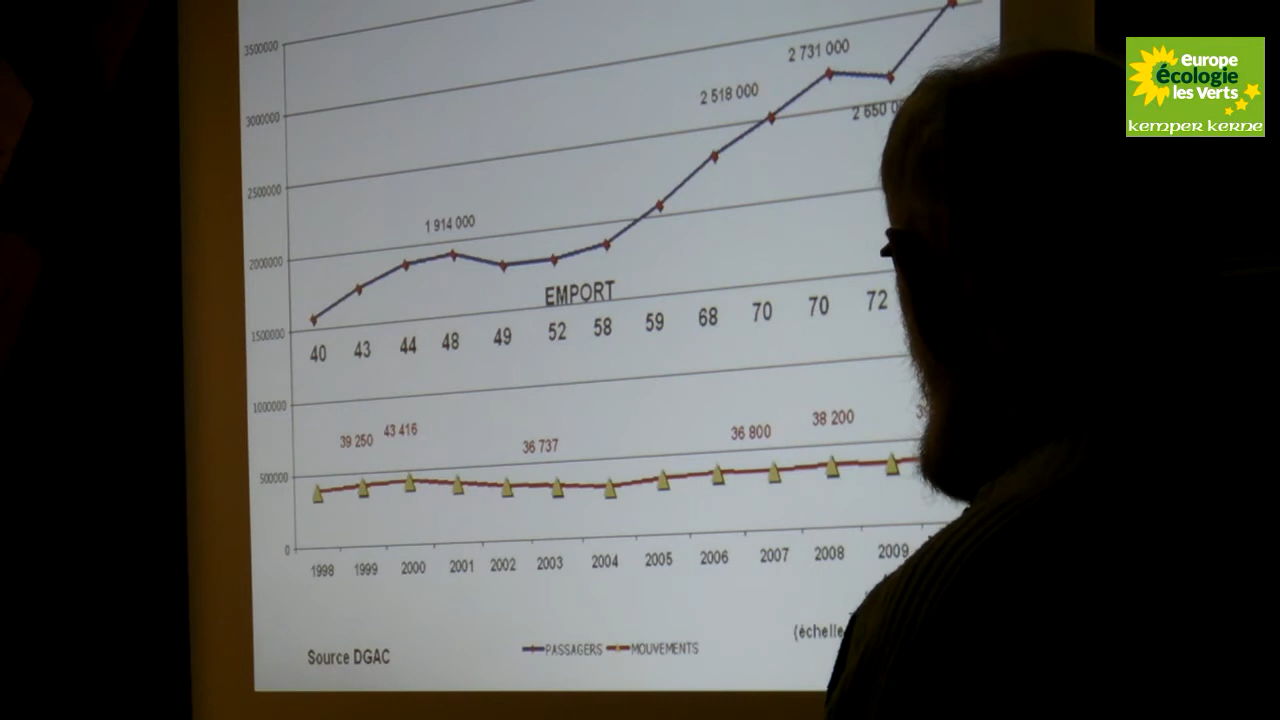 3500000
2 731 000
3000000
2 518 000
2 650 0
2500000
1 914 000
2000000
EMPORT
1500000
40 43 44 48 49 52 58 59 68 70 70 72
1000000
39 250 43 416 36 737 36 800 38 200 39
500000
0
1998 1999 2000 2001 2002 2003 2004 2005 2006 2007 2008 2009
(échelle
PASSAGERS MOUVEMENTS
Source DGAC
europe
écologie
les Verts
kemper kerne